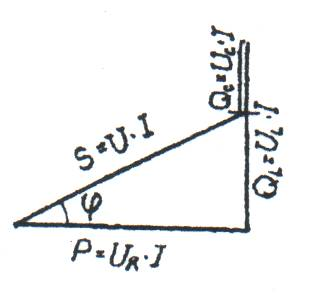 Qc=Uc·I
S=U·I
QL=UL·I
φ
P=UR·I